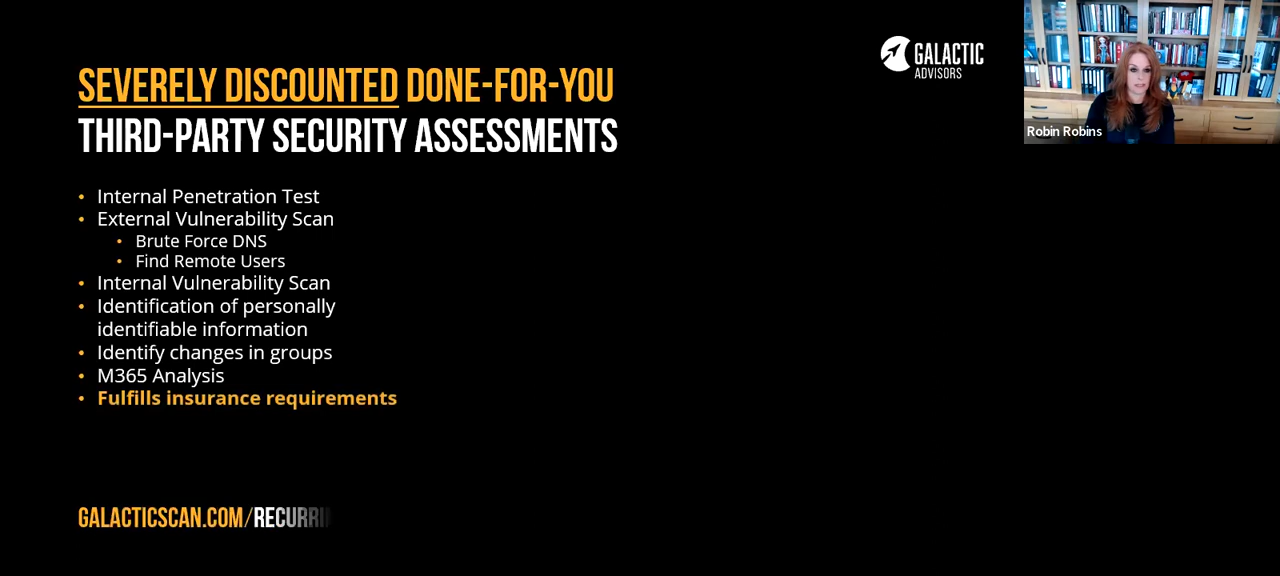 SEVERELY DISCOUNTED DONE-FOR-YOU
THIRD-PARTY SECURITY ASSESSMENTS
GALACTIC
ADVISORS
Robin Robins
• Internal Penetration Test
• External Vulnerability Scan
• Brute Force DNS
• Find Remote Users
• Internal Vulnerability Scan
• Identification of personally
identifiable information
• Identify changes in groups
• M365 Analysis
• Fulfills insurance requirements